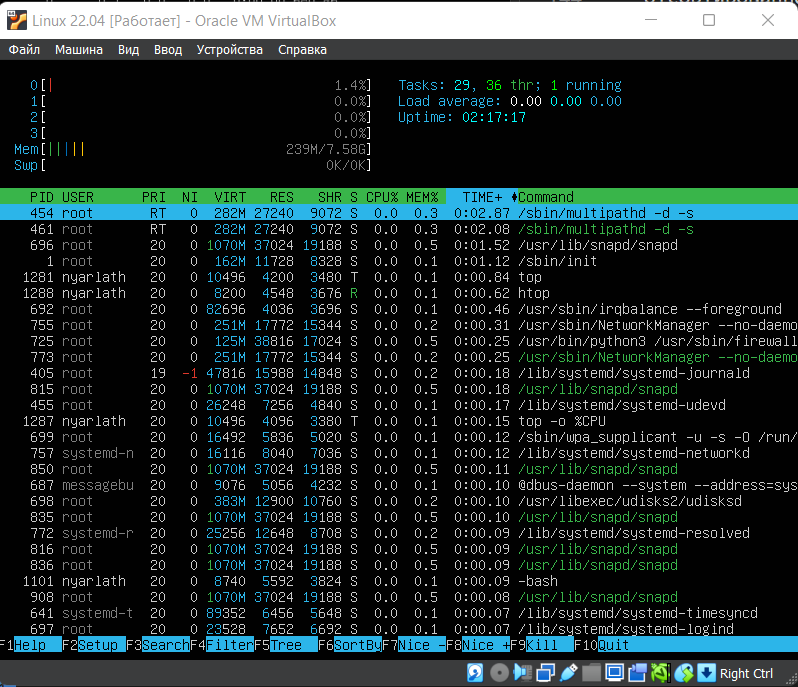 Linux 22.04 [Работает] - Oracle VM VirtualBox
Файл Машина Вид Ввод Устройства Справка
0[| 1.4%] Tasks: 29, 36 thr; 1 running
1[ 0.0%] Load average: 0.00 0.00 0.00
2[ 0.0%] Uptime: 02:17:17
3[ 0.0%]
Mem[||||| 239M/7.58G]
Swp[ 0K/0K]
PID USER PRI NI VIRT RES SHR S CPU% MEM% TIME+ Command
454 root RT 0 282M 27240 9072 S 0.0 0.3 0:02.87 /sbin/multipathd -d -s
461 root RT 0 282M 27240 9072 S 0.0 0.3 0:02.08 /sbin/multipathd -d -s
696 root 20 0 1070M 37024 19188 S 0.0 0.5 0:01.52 /usr/lib/snapd/snapd
1 root 20 0 162M 11728 8328 S 0.0 0.1 0:01.12 /sbin/init
1281 nyarlath 20 0 10496 4200 3480 T 0.0 0.1 0:00.84 top
1288 nyarlath 20 0 8200 4548 3676 R 0.0 0.1 0:00.62 htop
692 root 20 0 82696 4036 3696 S 0.0 0.1 0:00.46 /usr/sbin/irqbalance --foreground
755 root 20 0 251M 17772 15344 S 0.0 0.2 0:00.31 /usr/sbin/NetworkManager --no-daemo
725 root 20 0 125M 38816 17024 S 0.0 0.5 0:00.25 /usr/bin/python3 /usr/sbin/firewall
773 root 20 0 251M 17772 15344 S 0.0 0.2 0:00.25 /usr/sbin/NetworkManager --no-daemo
405 root 19 -1 47816 15988 14848 S 0.0 0.2 0:00.18 /lib/systemd/systemd-journald
815 root 20 0 1070M 37024 19188 S 0.0 0.5 0:00.18 /usr/lib/snapd/snapd
455 root 20 0 26248 7256 4840 S 0.0 0.1 0:00.17 /lib/systemd/systemd-udevd
1287 nyarlath 20 0 10496 4096 3380 T 0.0 0.1 0:00.15 top -o %CPU
699 root 20 0 16492 5836 5020 S 0.0 0.1 0:00.12 /sbin/wpa_supplicant -u -s -O /run/
757 systemd-n 20 0 16116 8040 7036 S 0.0 0.1 0:00.12 /lib/systemd/systemd-networkd
850 root 20 0 1070M 37024 19188 S 0.0 0.5 0:00.11 /usr/lib/snapd/snapd
687 messagebu 20 0 9076 5056 4232 S 0.0 0.1 0:00.10 @dbus-daemon --system --address=sys
698 root 20 0 383M 12900 10760 S 0.0 0.2 0:00.10 /usr/libexec/udisks2/udisksd
835 root 20 0 1070M 37024 19188 S 0.0 0.5 0:00.10 /usr/lib/snapd/snapd
772 systemd-r 20 0 25256 12648 8708 S 0.0 0.2 0:00.09 /lib/systemd/systemd-resolved
816 root 20 0 1070M 37024 19188 S 0.0 0.5 0:00.09 /usr/lib/snapd/snapd
836 root 20 0 1070M 37024 19188 S 0.0 0.5 0:00.09 /usr/lib/snapd/snapd
1101 nyarlath 20 0 8740 5592 3824 S 0.0 0.1 0:00.09 -bash
908 root 20 0 1070M 37024 19188 S 0.0 0.5 0:00.08 /usr/lib/snapd/snapd
641 systemd-t 20 0 89352 6456 5648 S 0.0 0.1 0:00.07 /lib/systemd/systemd-timesyncd
697 root 20 0 23528 7652 6692 S 0.0 0.1 0:00.07 /lib/systemd/systemd-logind
F1Help F2Setup F3SearchF4FilterF5Tree F6SortByF7Nice -F8Nice +F9Kill F10Quit
Right Ctrl